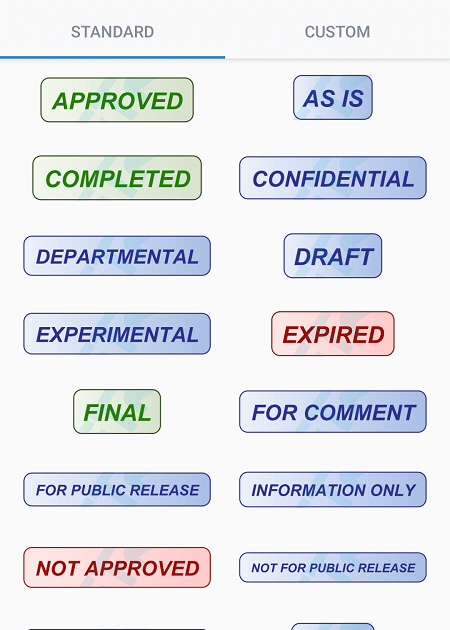 STANDARD
CUSTOM
APPROVED
AS IS
COMPLETED
CONFIDENTIAL
DEPARTMENTAL
DRAFT
EXPERIMENTAL
EXPIRED
FINAL
FOR COMMENT
FOR PUBLIC RELEASE
INFORMATION ONLY
NOT APPROVED
NOT FOR PUBLIC RELEASE